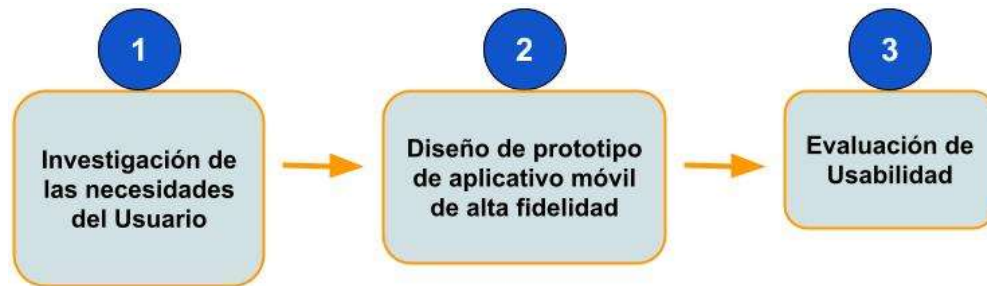 1
Investigación de
las necesidades
del Usuario
2
Diseño de prototipo
de aplicativo móvil
de alta fidelidad
3
Evaluación de
Usabilidad